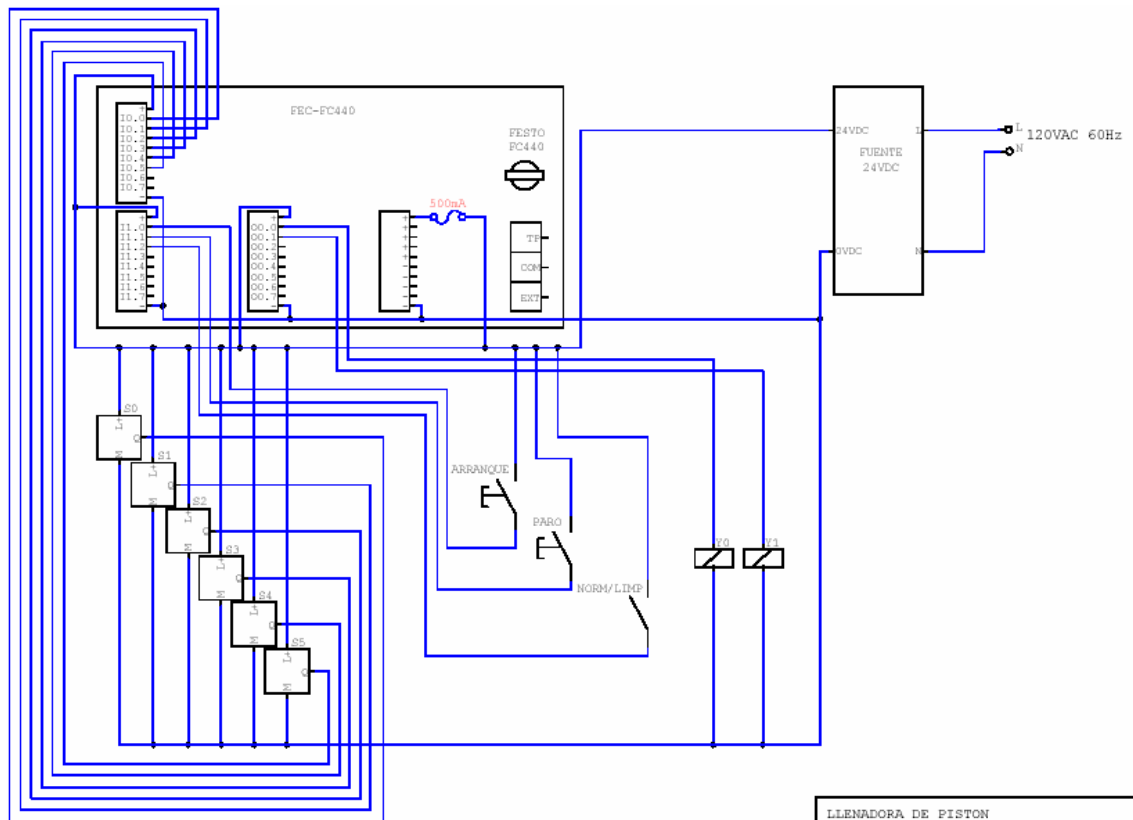 FEC-FC440
FESTO
FC440
+
I0.0
I0.1
I0.2
I0.3
I0.4
I0.5
I0.6
I0.7
-
+
I1.0
I1.1
I1.2
I1.3
I1.4
I1.5
I1.6
I1.7
-
+
O0.0
O0.1
O0.2
O0.3
O0.4
O0.5
O0.6
O0.7
-
500mA
+
+
+
+
+
-
-
-
-
-
TP
COM
EXT
24VDC
L
FUENTE
24VDC
0VDC
N
L
120VAC 60Hz
N
S0
L+
Q
M
S1
L+
Q
M
S2
L+
Q
M
S3
L+
Q
M
S4
L+
Q
M
S5
L+
Q
M
ARRANQUE
PARO
NORM/LIMP
Y0
Y1
LLENADORA DE PISTON